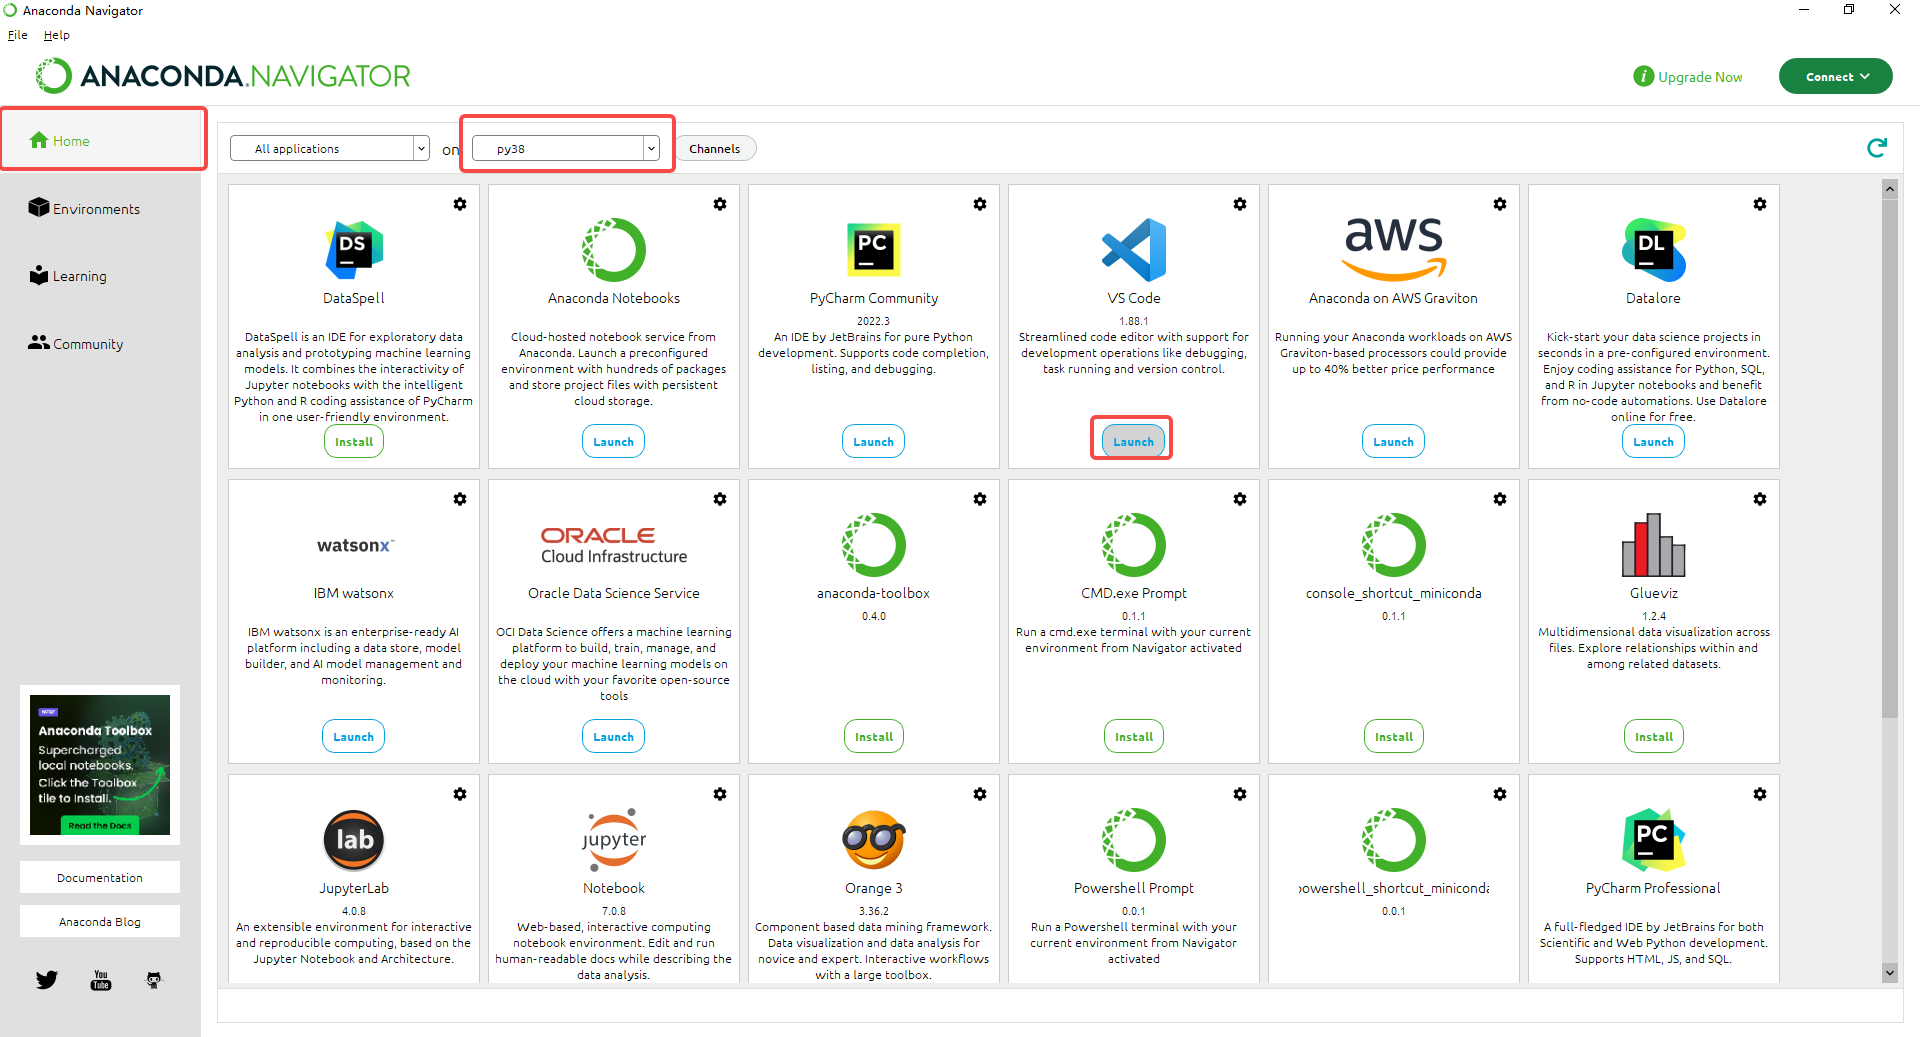 Anaconda Navigator
File Help
ANACONDA.NAVIGATOR
Upgrade Now
Connect
Home
Environments
Learning
Community
All applications
on
py38
Channels
DS
DataSpell
DataSpell is an IDE for exploratory data
analysis and prototyping machine learning
models. It combines the interactivity of
Jupyter notebooks with the intelligent
Python and R coding assistance of PyCharm
in one user-friendly environment.
Install
Anaconda Notebooks
Cloud-hosted notebook service from
Anaconda. Launch a preconfigured
environment with hundreds of packages
and store project files with persistent
cloud storage.
Launch
PC
PyCharm Community
2022.3
An IDE by JetBrains for pure Python
development. Supports code completion,
listing, and debugging.
Launch
VS Code
1.88.1
Streamlined code editor with support for
development operations like debugging,
task running and version control.
Launch
aws
Anaconda on AWS Graviton
Running your Anaconda workloads on AWS
Graviton-based processors could provide
up to 40% better price performance
Launch
DL
Datalore
Kick-start your data science projects in
seconds in a pre-configured environment.
Enjoy coding assistance for Python, SQL,
and R in Jupyter notebooks and benefit
from no-code automations. Use Datalore
online for free.
Launch
watsonx™
IBM watsonx
IBM watsonx is an enterprise-ready AI
platform including a data store, model
builder, and AI model management and
monitoring.
Launch
ORACLE
Cloud Infrastructure
Oracle Data Science Service
OCI Data Science offers a machine learning
platform to build, train, manage, and
deploy your machine learning models on
the cloud with your favorite open-source
tools
Launch
anaconda-toolbox
0.4.0
Install
CMD.exe Prompt
0.1.1
Run a cmd.exe terminal with your current
environment from Navigator activated
Install
console_shortcut_miniconda
0.1.1
Install
Glueviz
1.2.4
Multidimensional data visualization across
files. Explore relationships within and
among related datasets.
Install
lab
JupyterLab
4.0.8
An extensible environment for interactive
and reproducible computing, based on the
Jupyter Notebook and Architecture.
jupyter
Notebook
7.0.8
Web-based, interactive computing
notebook environment. Edit and run
human-readable docs while describing the
data analysis.
Orange 3
3.36.2
Component based data mining framework.
Data visualization and data analysis for
novice and expert. Interactive workflows
with a large toolbox.
Powershell Prompt
0.0.1
Run a Powershell terminal with your
current environment from Navigator
activated
powershell_shortcut_miniconda
0.0.1
PC
PyCharm Professional
A full-fledged IDE by JetBrains for both
Scientific and Web Python development.
Supports HTML, JS, and SQL.
Anaconda Toolbox
Supercharged
local notebooks.
Click the Toolbox
tile to Install.
Read the Docs
Documentation
Anaconda Blog
You
Tube